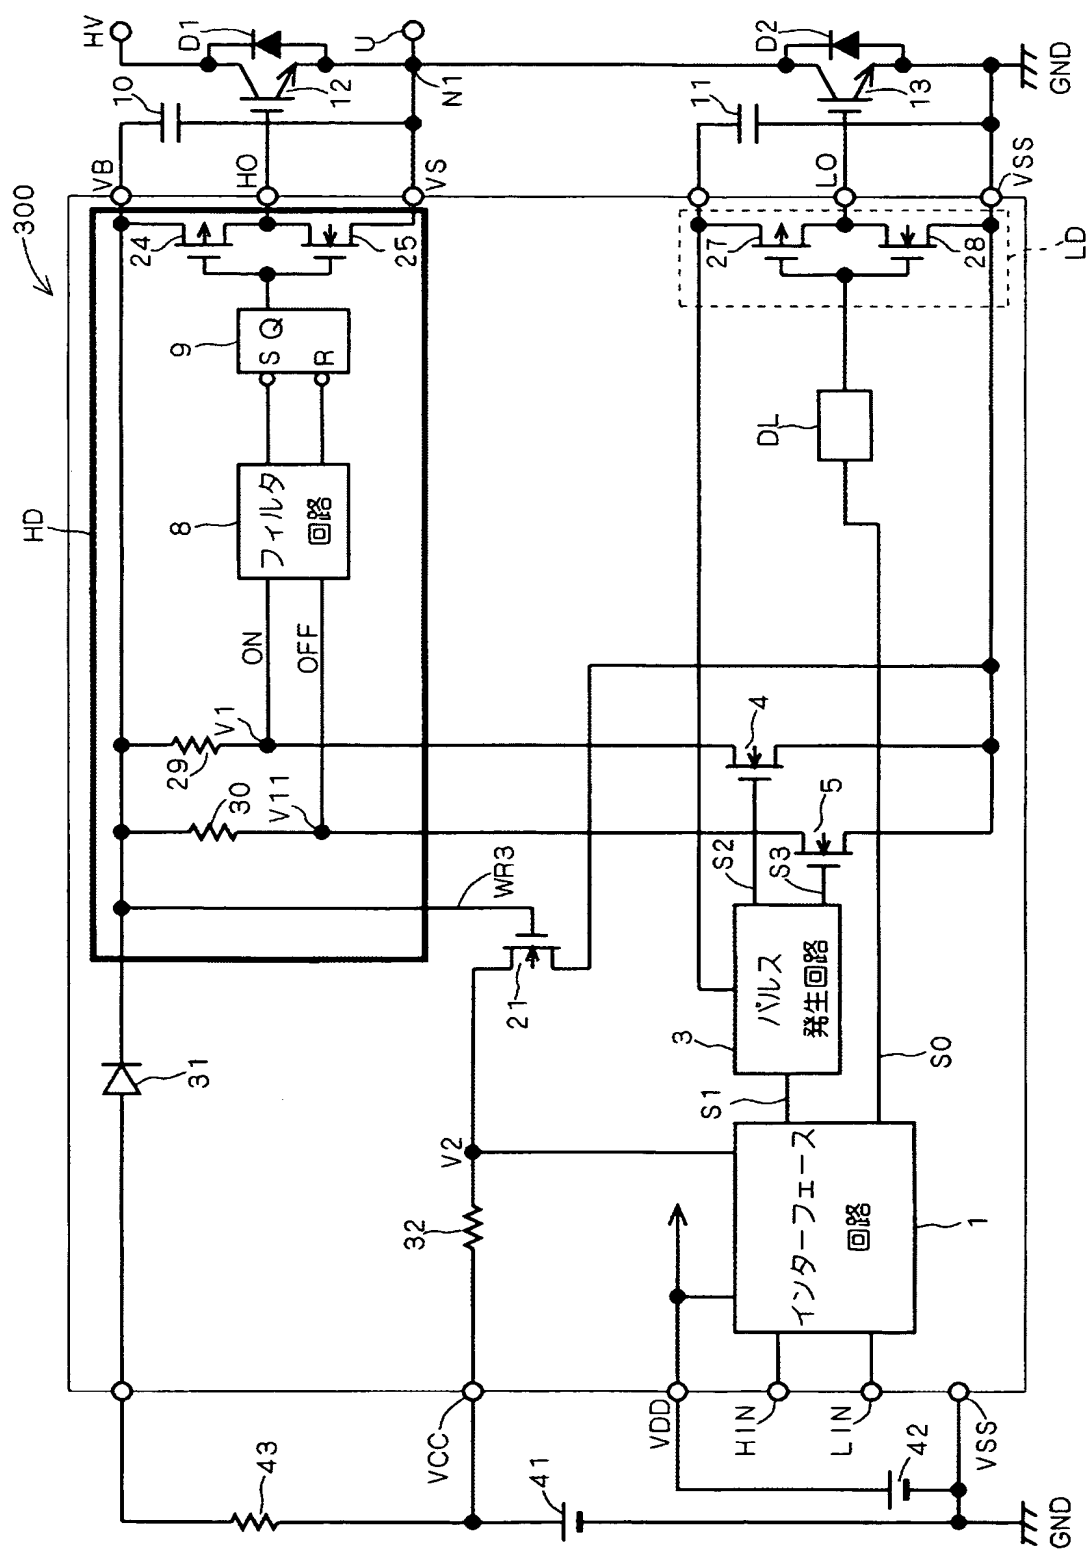 300
HD
HV
VB
10
D1
12
U
N1
VS
HO
24
25
9
S Q
R
8
フィルタ
回路
ON
OFF
V1
29
30
V11
WR3
21
31
V2
32
43
VCC
41
GND
VDD
HIN
LIN
VSS
42
インターフェース
回路
1
S1
S0
3
パルス
発生回路
S2
S3
4
5
DL
27
28
LD
LO
VSS
11
D2
13
GND